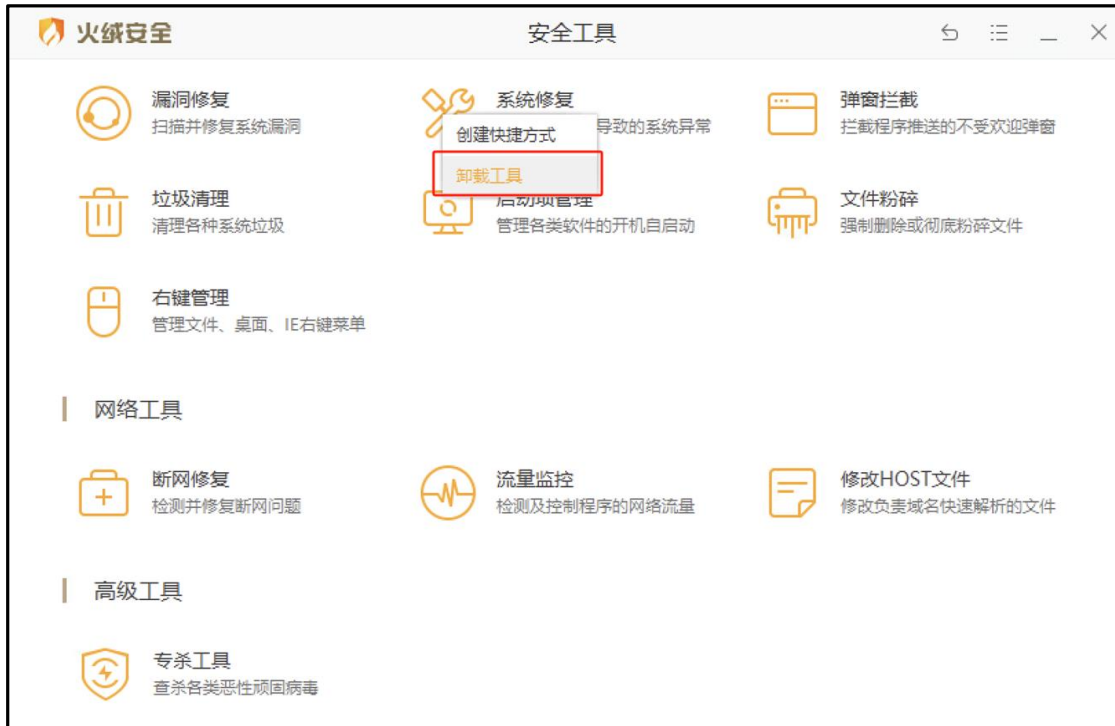 火绒安全
安全工具
漏洞修复
扫描并修复系统漏洞
系统修复
导致的系统异常
弹窗拦截
拦截程序推送的不受欢迎弹窗
创建快捷方式
卸载工具
垃圾清理
清理各种系统垃圾
启动项管理
管理各类软件的开机自启动
文件粉碎
强制删除或彻底粉碎文件
右键管理
管理文件、桌面、IE右键菜单
网络工具
断网修复
检测并修复断网问题
流量监控
检测及控制程序的网络流量
修改HOST文件
修改负责域名快速解析的文件
高级工具
专杀工具
查杀各类恶性顽固病毒